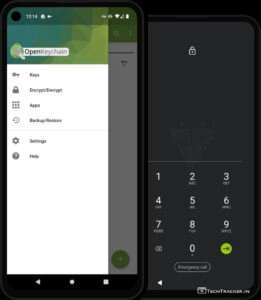 12:14
OpenKeychain
Keys
Encrypt/Decrypt
Apps
Backup/Restore
Settings
Help
1
2
ABC
3
DEF
4
GHI
5
JKL
6
MNO
7
PQRS
8
TUV
9
WXYZ
0
Emergency call
TECHTRACKER.IN